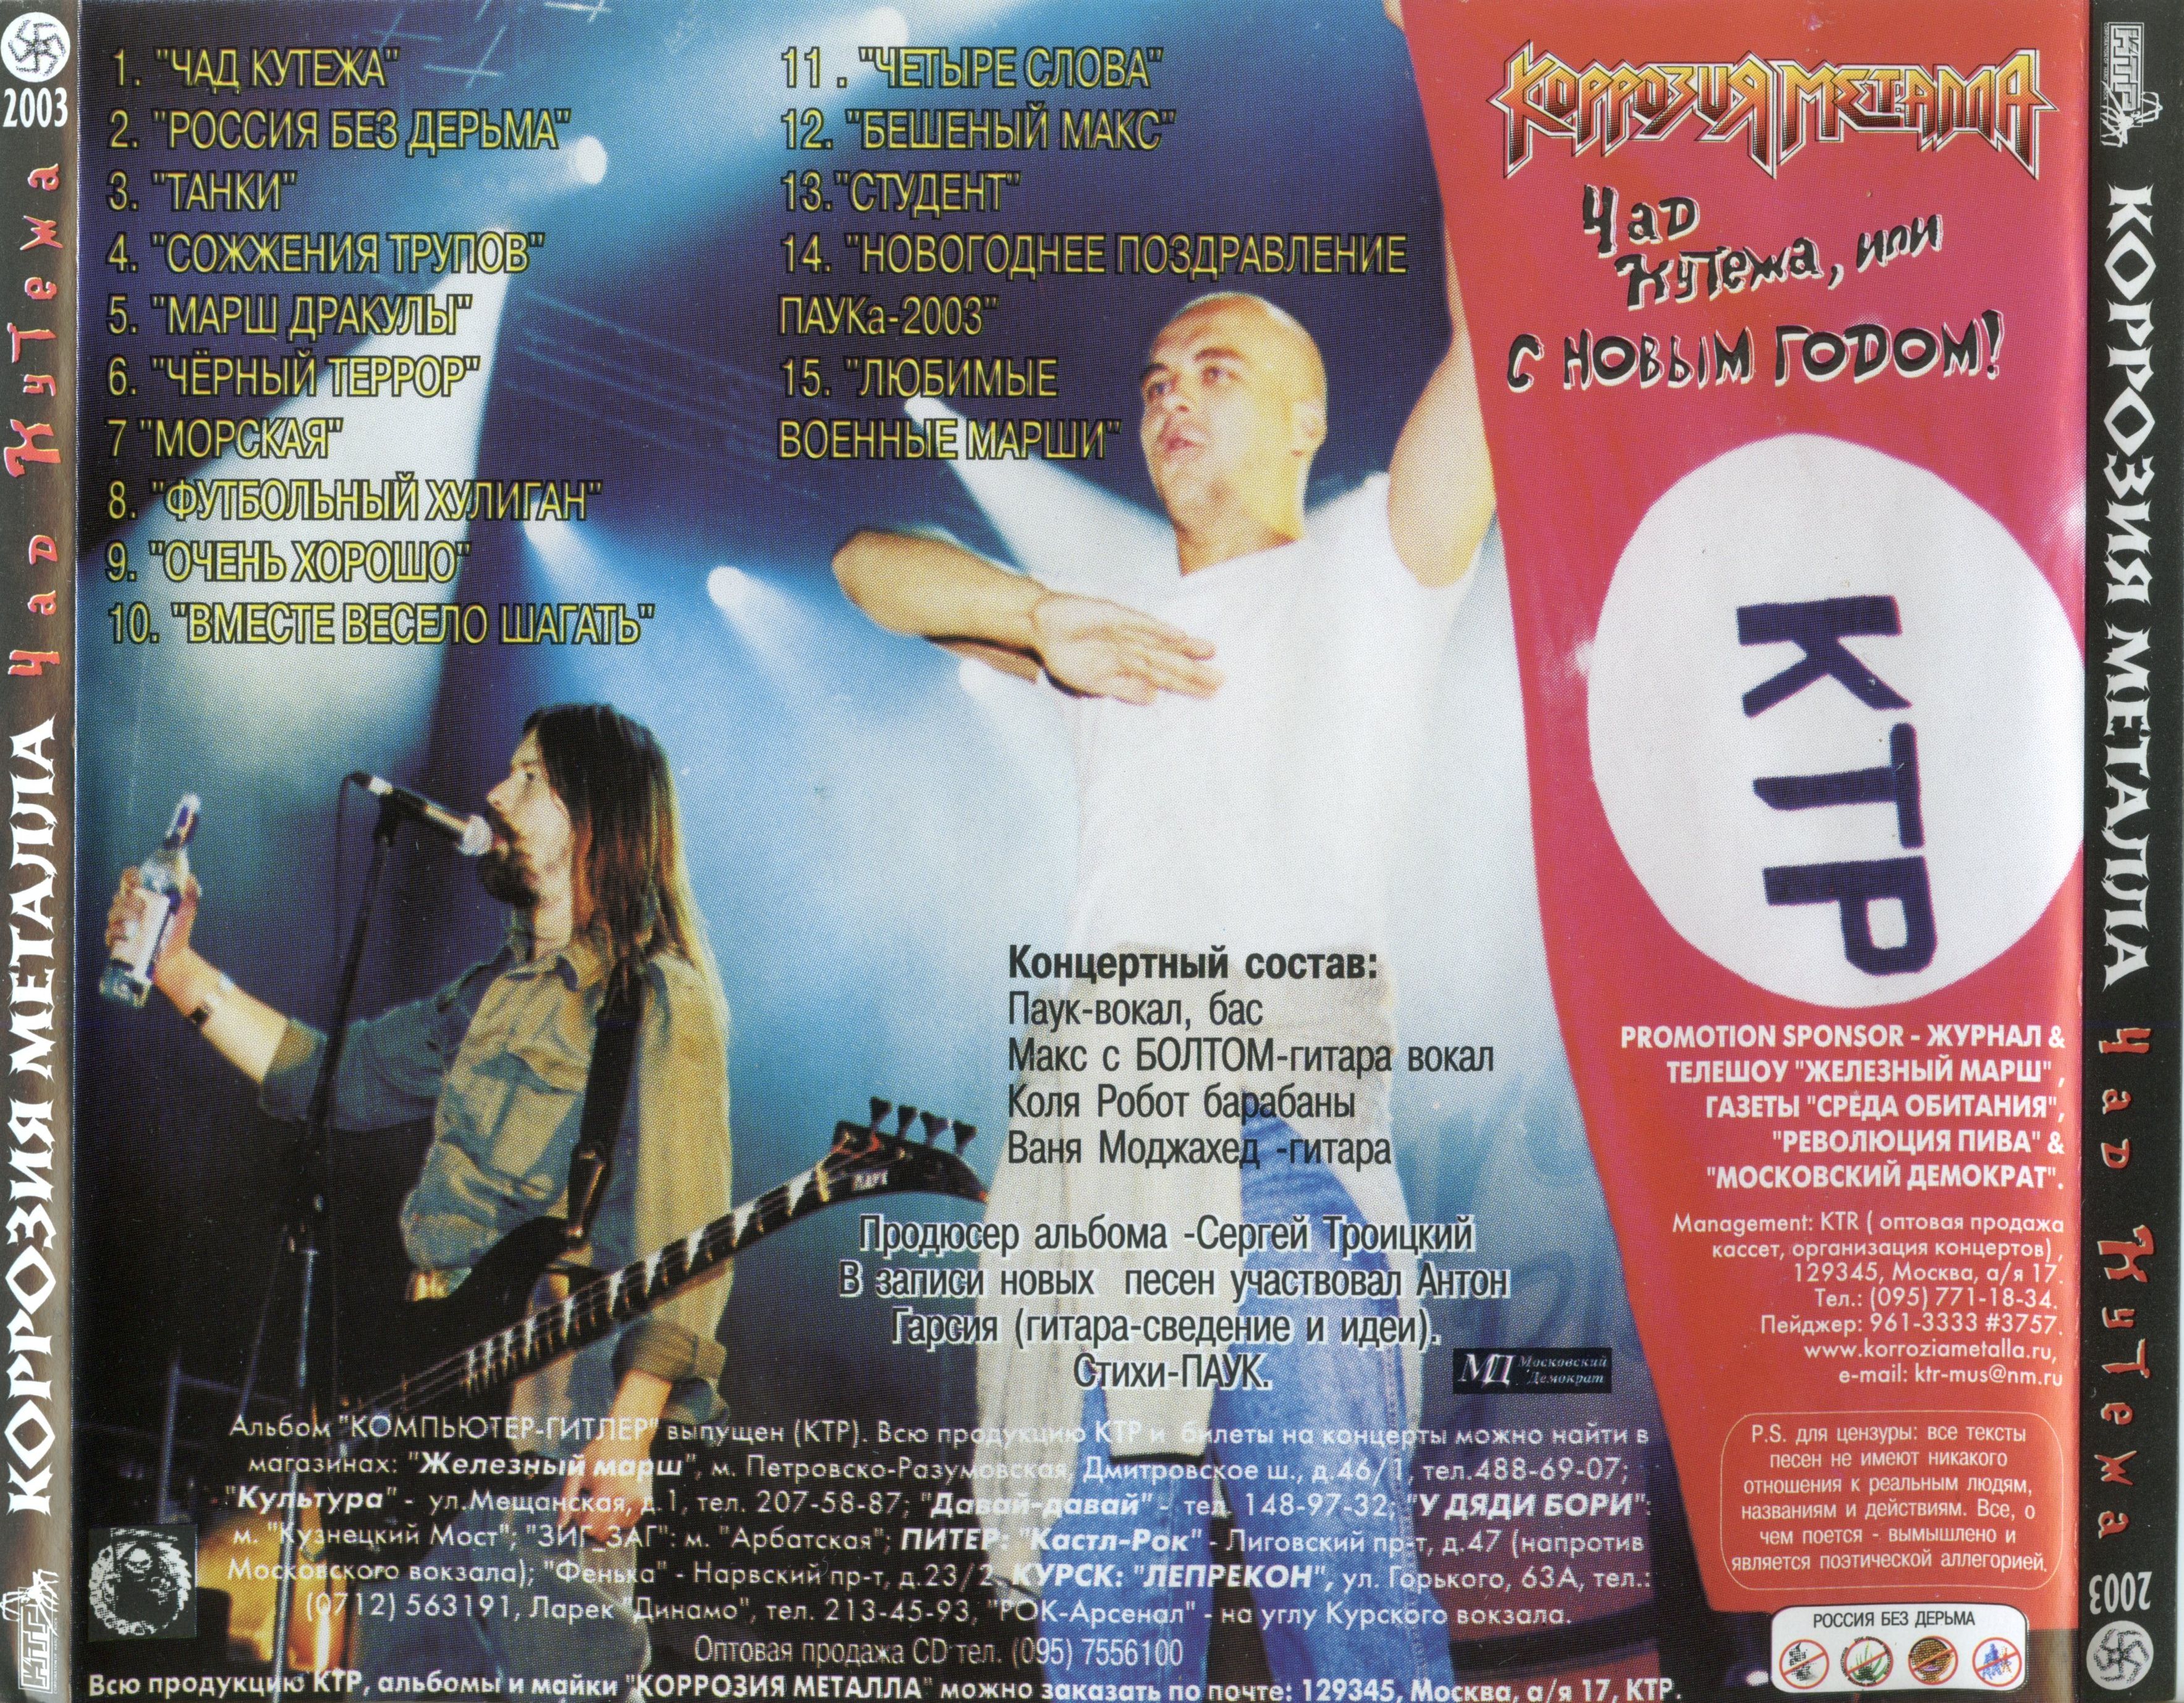 2003
КОРРОЗИЯ МЕТАЛЛА Чад Кутежа
1. "ЧАД КУТЕЖА"
2. "РОССИЯ БЕЗ ДЕРЬМА"
3. "ТАНКИ"
4. "СОЖЖЕНИЯ ТРУПОВ"
5. "МАРШ ДРАКУЛЫ"
6. "ЧЁРНЫЙ ТЕРРОР"
7 "МОРСКАЯ"
8. "ФУТБОЛЬНЫЙ ХУЛИГАН"
9. "ОЧЕНЬ ХОРОШО"
10. "ВМЕСТЕ ВЕСЕЛО ШАГАТЬ"
11 . "ЧЕТЫРЕ СЛОВА"
12. "БЕШЕНЫЙ МАКС"
13. "СТУДЕНТ"
14. "НОВОГОДНЕЕ ПОЗДРАВЛЕНИЕ
ПАУКа-2003"
15. "ЛЮБИМЫЕ
ВОЕННЫЕ МАРШИ"
КОРРОЗИЯ МЕТАЛЛА
Чад
Кутежа, или
С НОВЫМ ГОДОМ!
КТР
ПАУК
Концертный состав:
Паук-вокал, бас
Макс с БОЛТОМ-гитара вокал
Коля Робот барабаны
Ваня Моджахед -гитара
Продюсер альбома -Сергей Троицкий
В записи новых песен участвовал Антон
Гарсия (гитара-сведение и идеи).
Стихи-ПАУК.
МД Московский
Демократ
PROMOTION SPONSOR - ЖУРНАЛ &
ТЕЛЕШОУ "ЖЕЛЕЗНЫЙ МАРШ" ,
ГАЗЕТЫ "СРЕДА ОБИТАНИЯ",
"РЕВОЛЮЦИЯ ПИВА" &
"МОСКОВСКИЙ ДЕМОКРАТ".
Management: KTR ( оптовая продажа
кассет, организация концертов) ,
129345, Москва, а/я 17.
Тел.: (095) 771-18-34.
Пейджер: 961-3333 #3757.
www.korroziametalla.ru,
e-mail: ktr-mus@nm.ru
P.S. для цензуры: все тексты
песен не имеют никакого
отношения к реальным людям,
названиям и действиям. Все, о
чем поется - вымышлено и
является поэтической аллегорией.
РОССИЯ БЕЗ ДЕРЬМА
Альбом "КОМПЬЮТЕР-ГИТЛЕР" выпущен (КТР). Всю продукцию КТР и билеты на концерты можно найти в
магазинах: "Железный марш", м. Петровско-Разумовская, Дмитровское ш., д.46/1, тел.488-69-07;
"Культура" - ул.Мещанская, д.1, тел. 207-58-87; "Давай-давай" - тел. 148-97-32; "У ДЯДИ БОРИ":
м. "Кузнецкий Мост"; "ЗИГ_ЗАГ": м. "Арбатская"; ПИТЕР: "Кастл-Рок" - Лиговский пр-т, д.47 (напротив
Московского вокзала); "Фенька" - Нарвский пр-т, д.23/2, КУРСК: "ЛЕПРЕКОН", ул. Горького, 63А, тел.:
(0712) 563191, Ларек "Динамо", тел. 213-45-93, "РОК-Арсенал" - на углу Курского вокзала.
Оптовая продажа CD тел. (095) 7556100
Всю продукцию КТР, альбомы и майки "КОРРОЗИЯ МЕТАЛЛА" можно заказать по почте: 129345, Москва, а/я 17, КТР.
КТР
КТР
КОРРОЗИЯ МЕТАЛЛА Чад Кутежа
2003